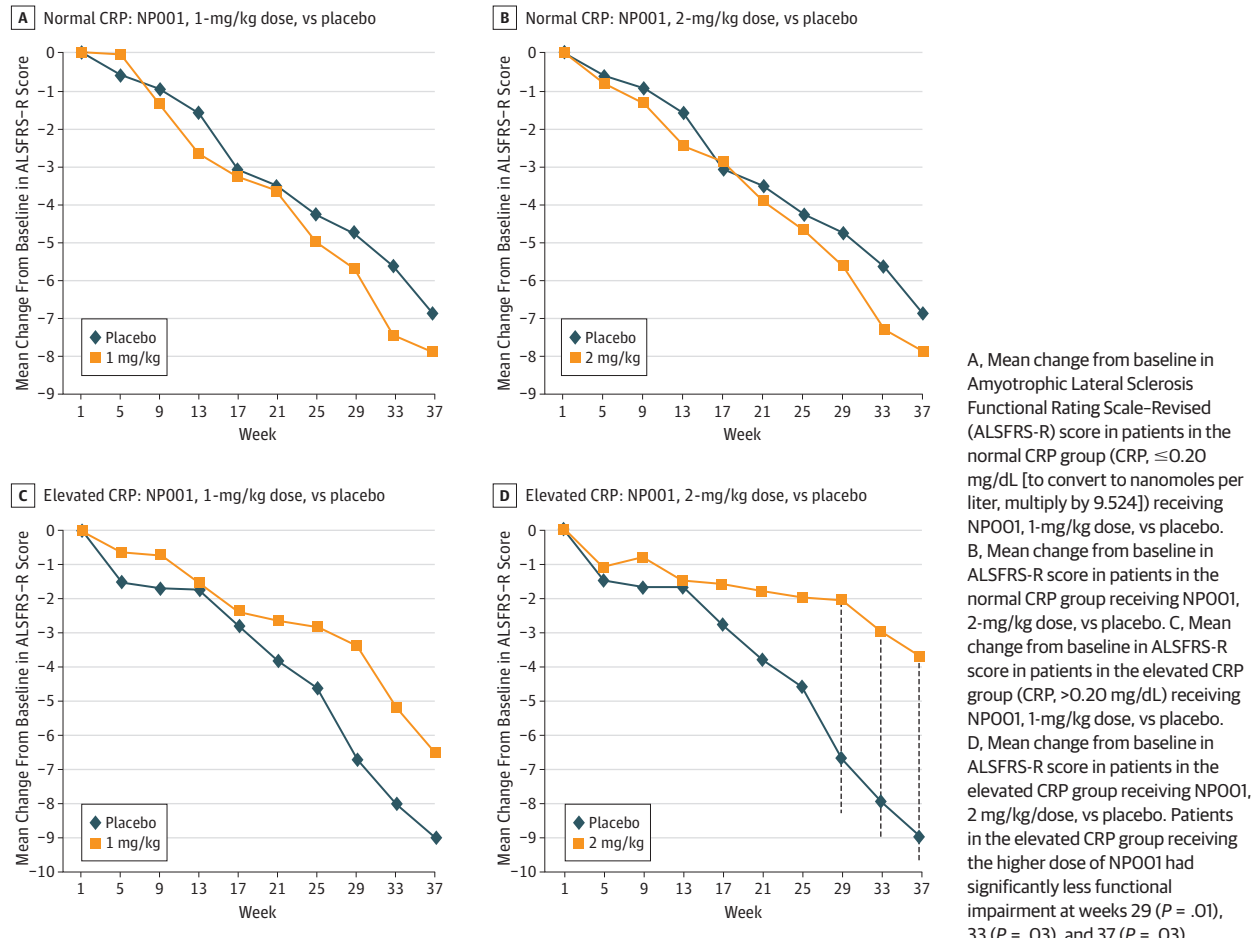 A Normal CRP: NP001, 1-mg/kg dose, vs placebo
Mean Change From Baseline in ALSFRS-R Score
0
−1
−2
−3
−4
−5
−6
−7
−8
−9
Placebo
1 mg/kg
1 5 9 13 17 21 25 29 33 37
Week
B Normal CRP: NP001, 2-mg/kg dose, vs placebo
Mean Change From Baseline in ALSFRS-R Score
0
−1
−2
−3
−4
−5
−6
−7
−8
−9
Placebo
2 mg/kg
1 5 9 13 17 21 25 29 33 37
Week
C Elevated CRP: NP001, 1-mg/kg dose, vs placebo
Mean Change From Baseline in ALSFRS-R Score
0
−1
−2
−3
−4
−5
−6
−7
−8
−9
−10
Placebo
1 mg/kg
1 5 9 13 17 21 25 29 33 37
Week
D Elevated CRP: NP001, 2-mg/kg dose, vs placebo
Mean Change From Baseline in ALSFRS-R Score
0
−1
−2
−3
−4
−5
−6
−7
−8
−9
−10
Placebo
2 mg/kg
1 5 9 13 17 21 25 29 33 37
Week
A, Mean change from baseline in
Amyotrophic Lateral Sclerosis
Functional Rating Scale–Revised
(ALSFRS-R) score in patients in the
normal CRP group (CRP, ≤0.20
mg/dL [to convert to nanomoles per
liter, multiply by 9.524]) receiving
NP001, 1-mg/kg dose, vs placebo.
B, Mean change from baseline in
ALSFRS-R score in patients in the
normal CRP group receiving NP001,
2-mg/kg dose, vs placebo. C, Mean
change from baseline in ALSFRS-R
score in patients in the elevated CRP
group (CRP, >0.20 mg/dL) receiving
NP001, 1-mg/kg dose, vs placebo.
D, Mean change from baseline in
ALSFRS-R score in patients in the
elevated CRP group receiving NP001,
2 mg/kg/dose, vs placebo. Patients
in the elevated CRP group receiving
the higher dose of NP001 had
significantly less functional
impairment at weeks 29 (P = .01),
33 (P = .03), and 37 (P = .03)